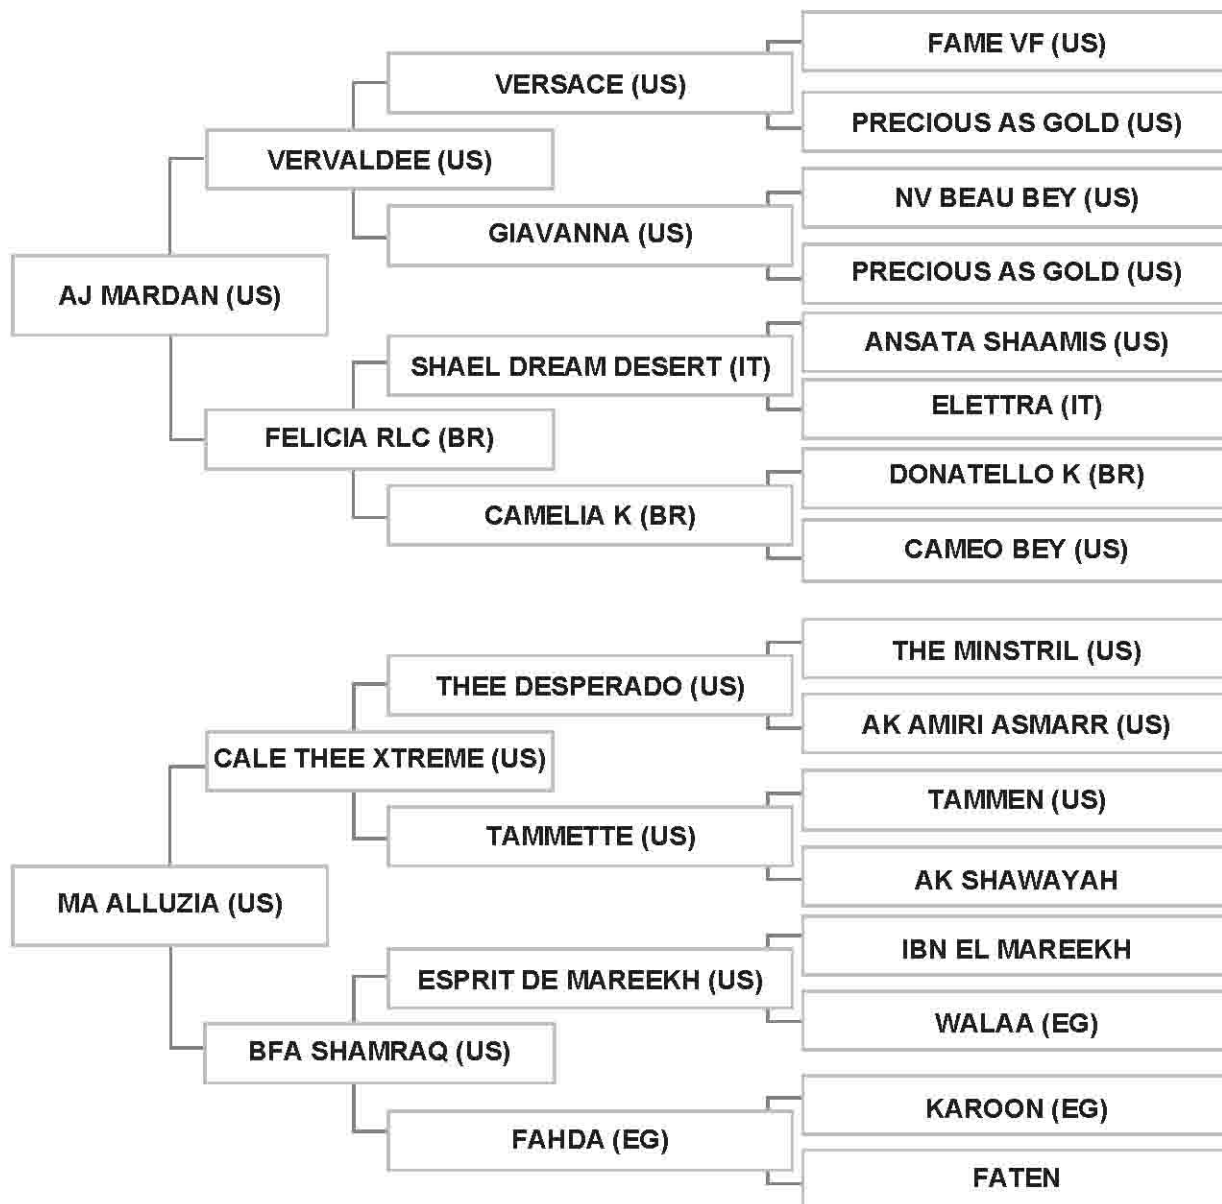 FAME VF (US)
VERSACE (US)
PRECIOUS AS GOLD (US)
VERVALDEE (US)
NV BEAU BEY (US)
GIAVANNA (US)
PRECIOUS AS GOLD (US)
AJ MARDAN (US)
ANSATA SHAAMIS (US)
SHAEL DREAM DESERT (IT)
ELETTRA (IT)
FELICIA RLC (BR)
DONATELLO K (BR)
CAMELIA K (BR)
CAMEO BEY (US)
THE MINSTRIL (US)
THEE DESPERADO (US)
AK AMIRI ASMARR (US)
CALE THEE XTREME (US)
TAMMEN (US)
TAMMETTE (US)
AK SHAWAYAH
MA ALLUZIA (US)
IBN EL MAREEKH
ESPRIT DE MAREEKH (US)
WALAA (EG)
BFA SHAMRAQ (US)
KAROON (EG)
FAHDA (EG)
FATEN